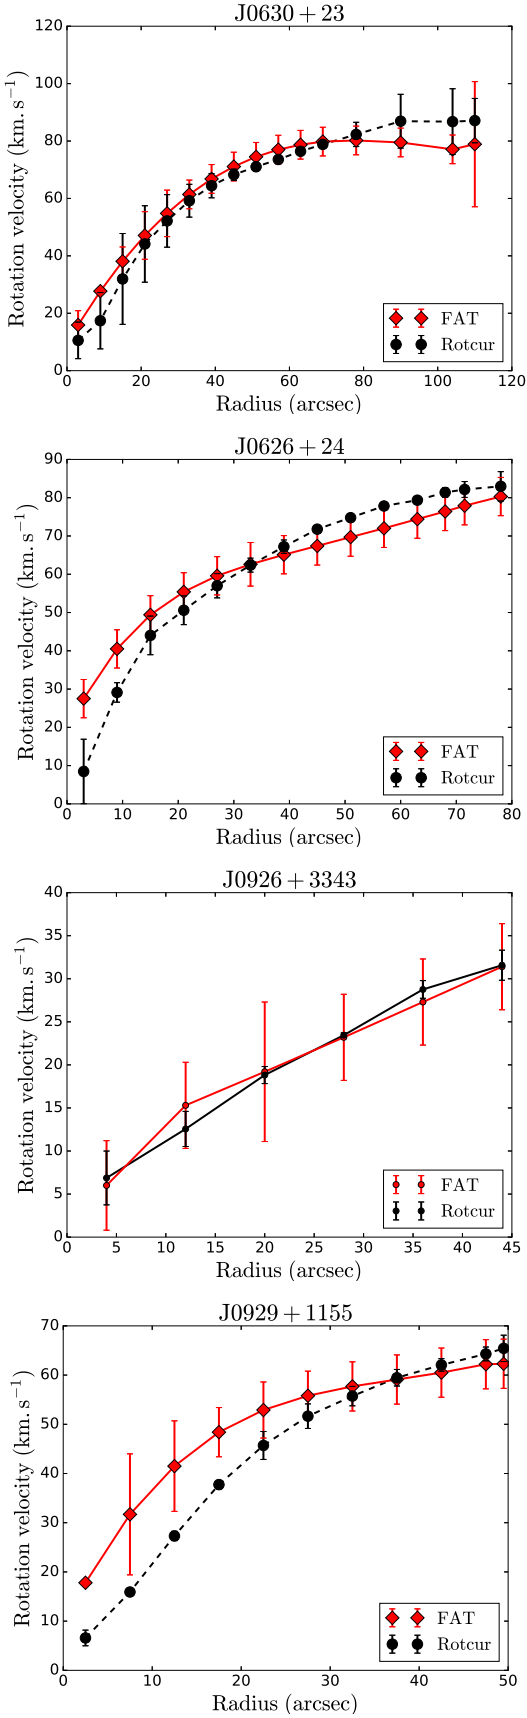 J0630 + 23
120
100
80
60
40
20
0
Rotation velocity (km. s⁻¹)
FAT
Rotcur
0 20 40 60 80 100 120
Radius (arcsec)
J0626 + 24
90
80
70
60
50
40
30
20
10
0
Rotation velocity (km. s⁻¹)
FAT
Rotcur
0 10 20 30 40 50 60 70 80
Radius (arcsec)
J0926 + 3343
40
35
30
25
20
15
10
5
0
Rotation velocity (km. s⁻¹)
FAT
Rotcur
0 5 10 15 20 25 30 35 40 45
Radius (arcsec)
J0929 + 1155
70
60
50
40
30
20
10
0
Rotation velocity (km. s⁻¹)
FAT
Rotcur
0 10 20 30 40 50
Radius (arcsec)